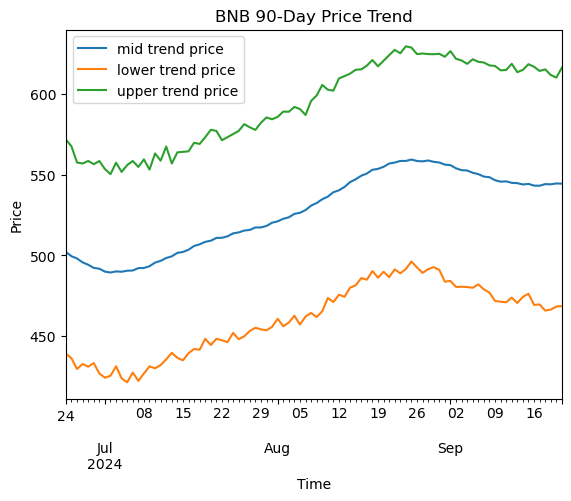 BNB 90-Day Price Trend
mid trend price
lower trend price
upper trend price
Price
600
550
500
450
24 08 15 22 29 05 12 19 26 02 09 16
Jul Aug Sep
2024
Time